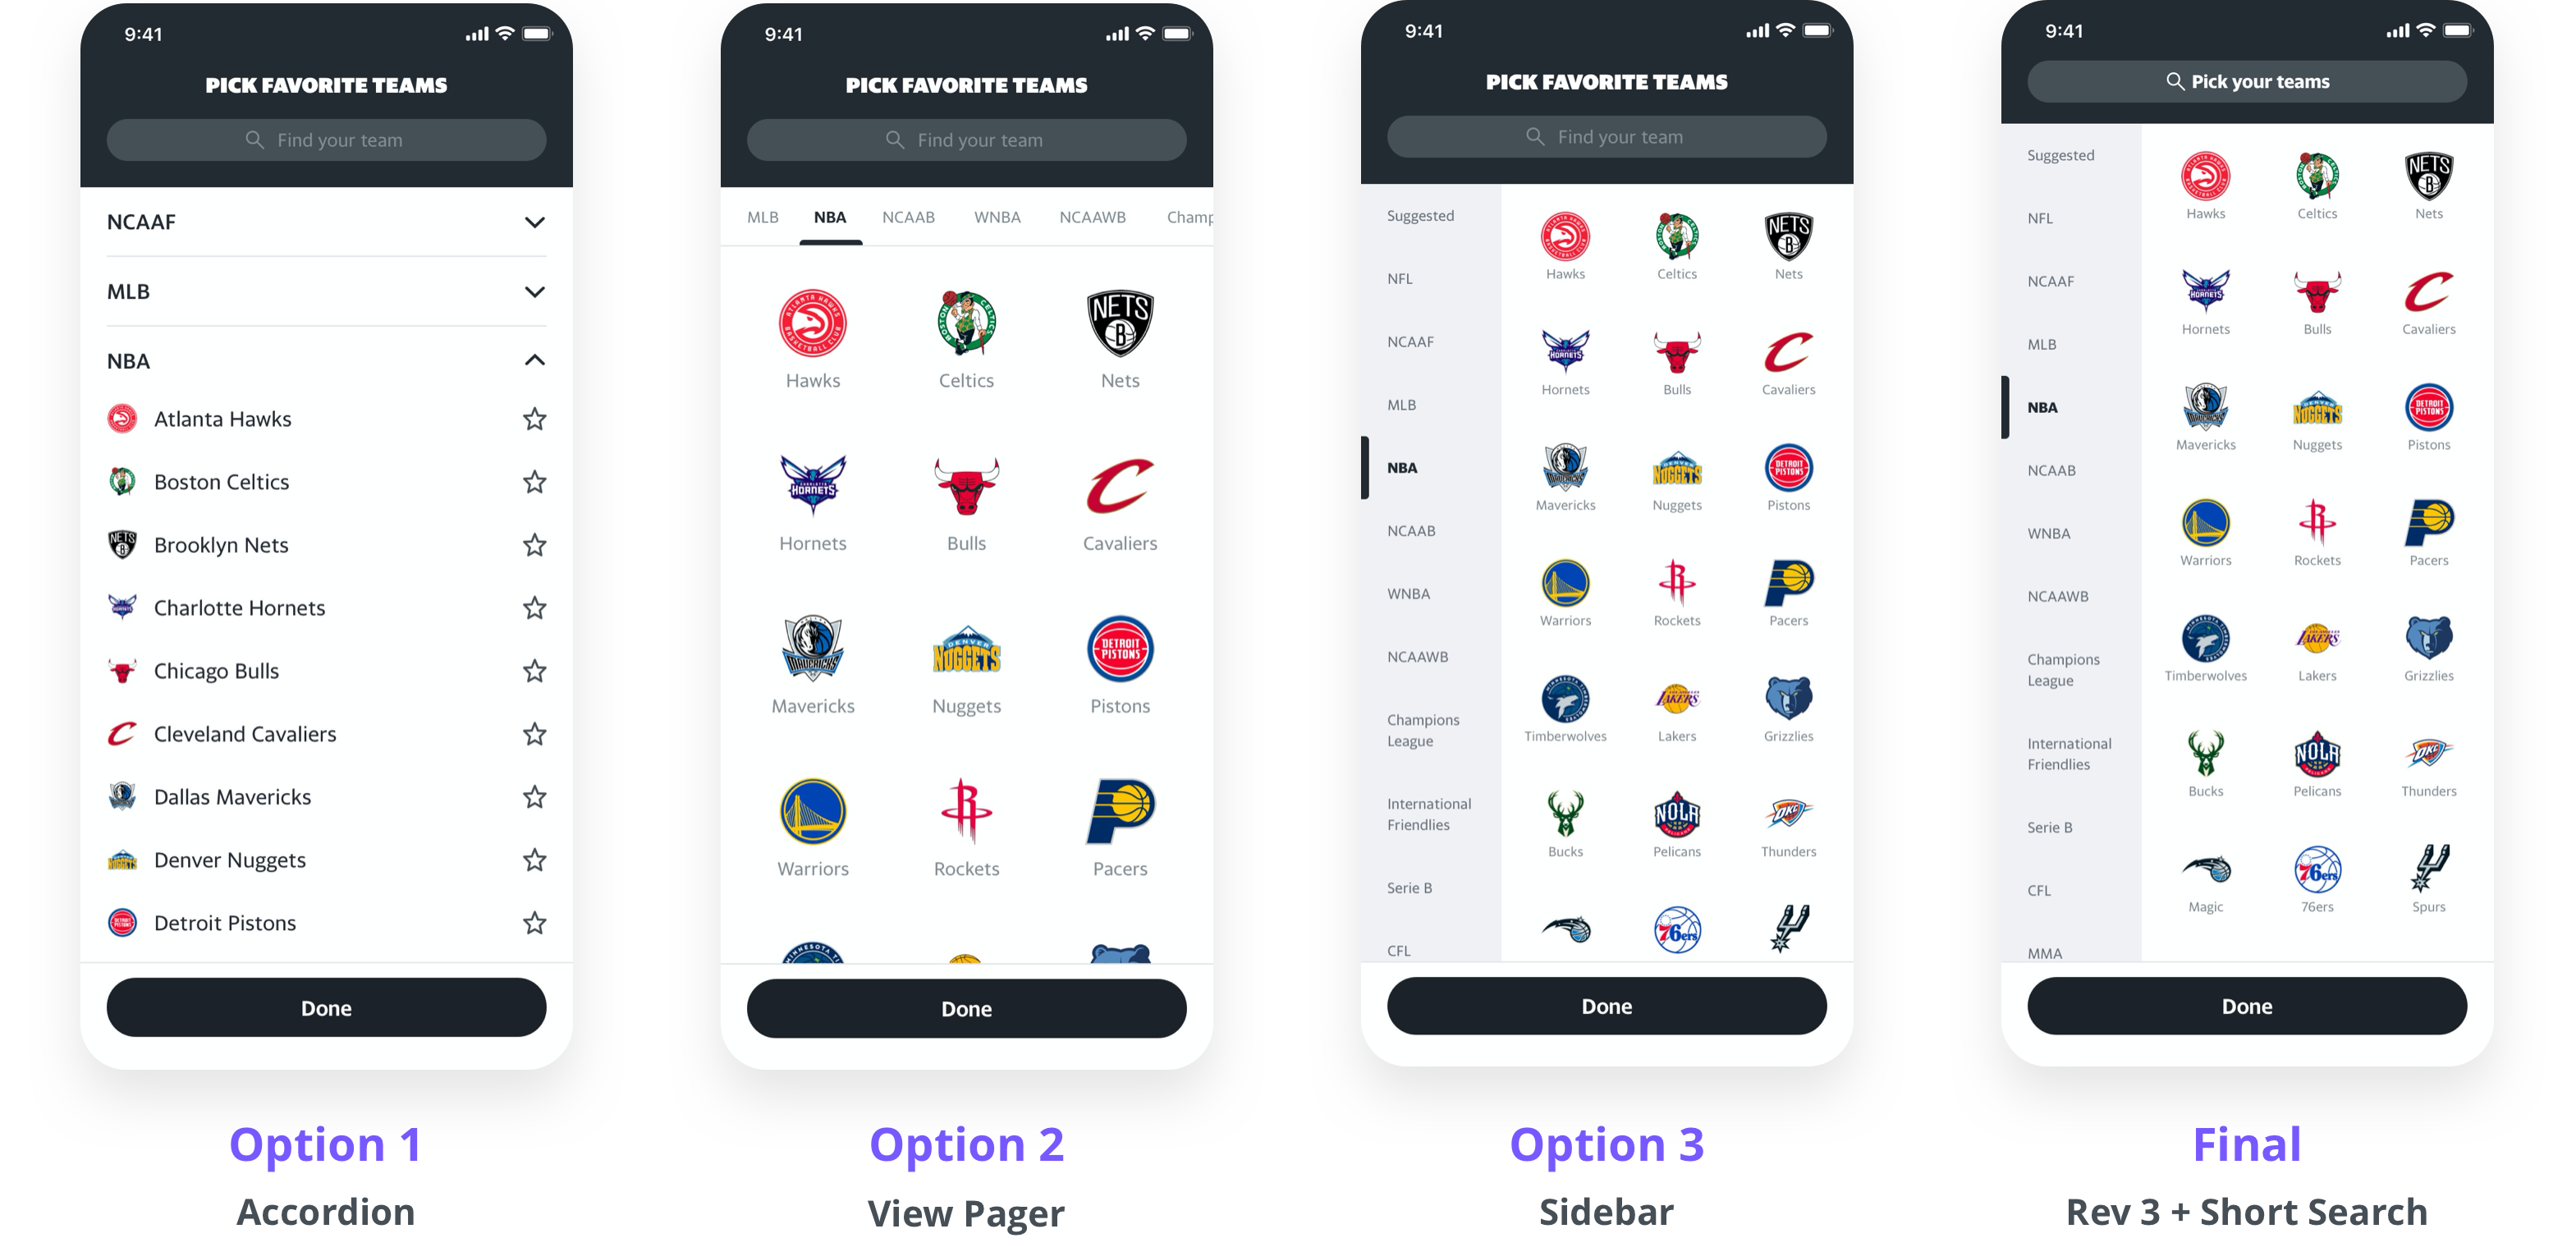 9:41
PICK FAVORITE TEAMS
Find your team
NCAAF
MLB
NBA
Atlanta Hawks
Boston Celtics
Brooklyn Nets
Charlotte Hornets
Chicago Bulls
Cleveland Cavaliers
Dallas Mavericks
Denver Nuggets
Detroit Pistons
Done
Option 1
Accordion
9:41
PICK FAVORITE TEAMS
Find your team
MLB NBA NCAAB WNBA NCAAWB Champ
Hawks Celtics Nets
Hornets Bulls Cavaliers
Mavericks Nuggets Pistons
Warriors Rockets Pacers
Done
Option 2
View Pager
9:41
PICK FAVORITE TEAMS
Find your team
Suggested
NFL
NCAAF
MLB
NBA
NCAAB
WNBA
NCAAWB
Champions
League
International
Friendlies
Serie B
CFL
Hawks Celtics Nets
Hornets Bulls Cavaliers
Mavericks Nuggets Pistons
Warriors Rockets Pacers
Timberwolves Lakers Grizzlies
Bucks Pelicans Thunders
Done
Option 3
Sidebar
9:41
Pick your teams
Suggested
NFL
NCAAF
MLB
NBA
NCAAB
WNBA
NCAAWB
Champions
League
International
Friendlies
Serie B
CFL
MMA
Hawks Celtics Nets
Hornets Bulls Cavaliers
Mavericks Nuggets Pistons
Warriors Rockets Pacers
Timberwolves Lakers Grizzlies
Bucks Pelicans Thunders
Magic 76ers Spurs
Done
Final
Rev 3 + Short Search